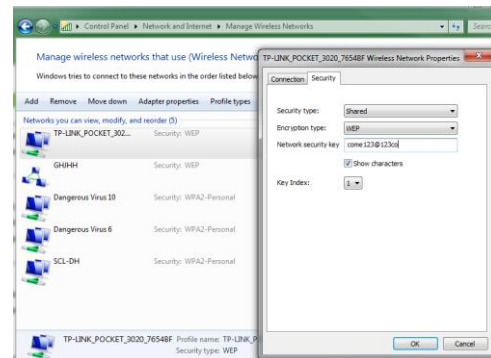 Control Panel ▸ Network and Internet ▸ Manage Wireless Networks
Manage wireless networks that use (Wireless Netwo
Windows tries to connect to these networks in the order listed below
Add Remove Move down Adapter properties Profile types
Networks you can view, modify, and reorder (5)
TP-LINK_POCKET_302... Security: WEP
GHJHH Security: WEP
Dangerous Virus 10 Security: WPA2-Personal
Dangerous Virus 6 Security: WPA2-Personal
SCL-DH Security: WPA2-Personal
TP-LINK_POCKET_3020_76548F Profile name: TP-LINK_P
Security type: WEP
TP-LINK_POCKET_3020_76548F Wireless Network Properties
Connection Security
Security type: Shared
Encryption type: WEP
Network security key come123@123co
Show characters
Key Index: 1
OK Cancel